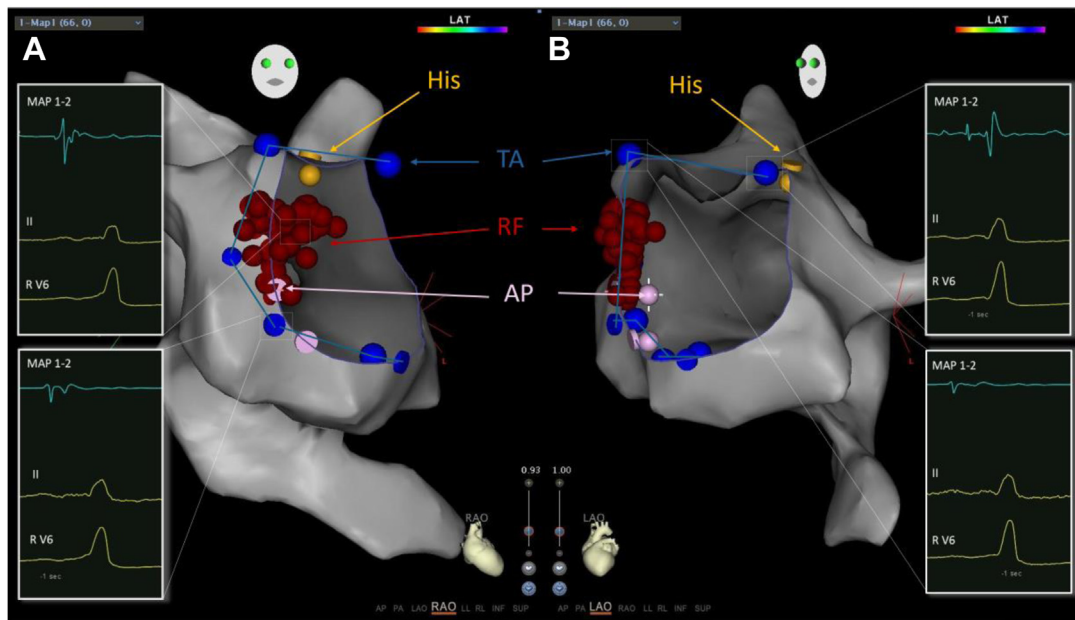 1-Map1 (66, 0)
LAT
A
His
MAP 1-2
II
R V6
TA
RF
AP
MAP 1-2
II
R V6
-1 sec
RAO
AP PA LAO RAO LL RL INF SUP
0.93 1.00
1-Map1 (66, 0)
LAT
B
His
MAP 1-2
II
R V6
-1 sec
L
MAP 1-2
II
R V6
-1 sec
LAO
AP PA LAO RAO LL RL INF SUP